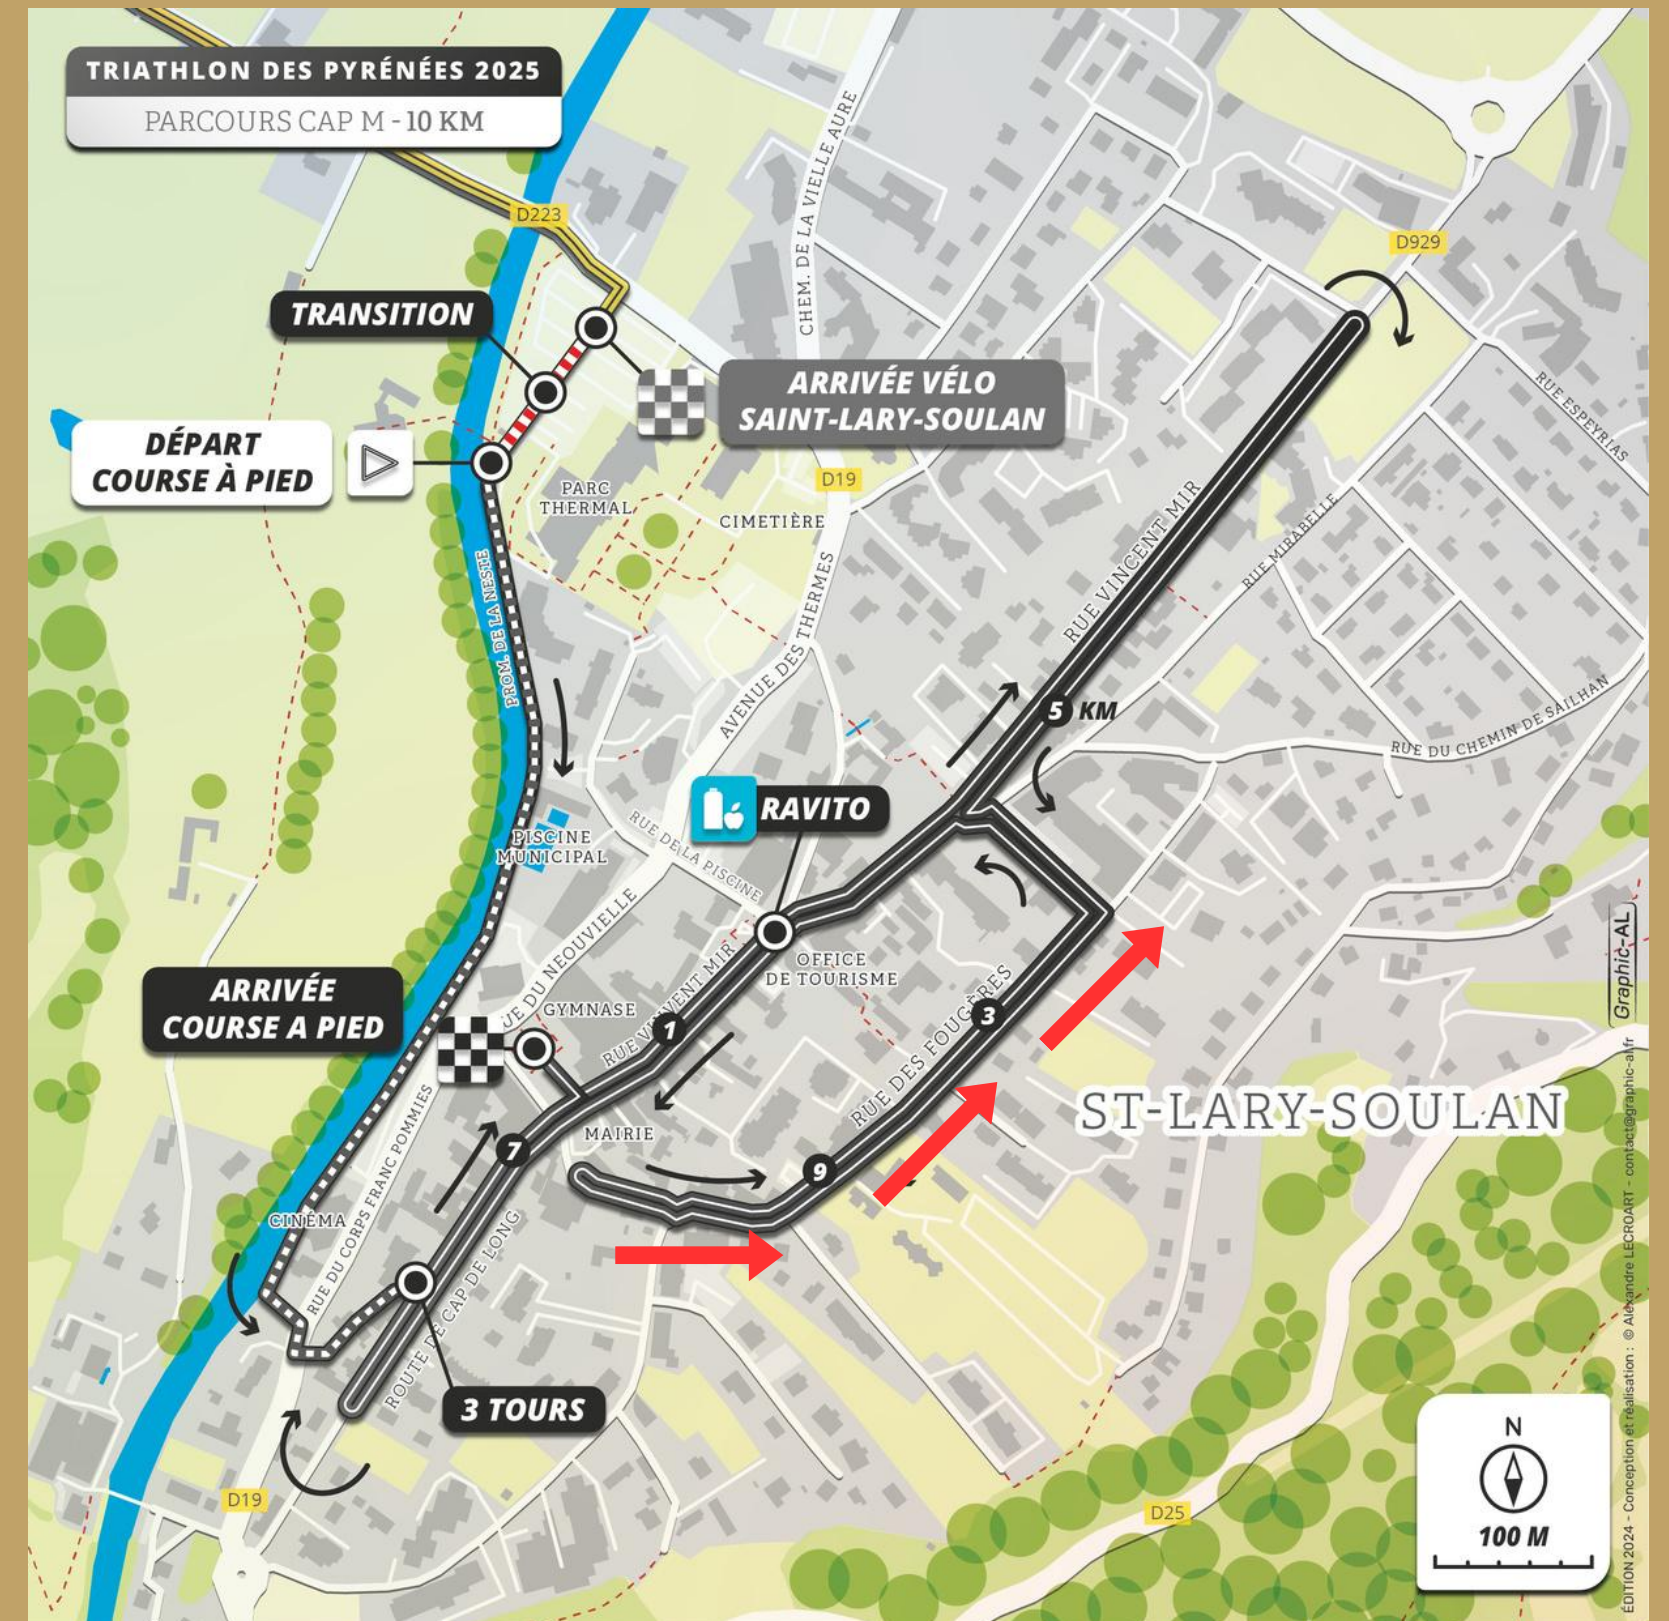 TRIATHLON DES PYRÉNÉES 2025
PARCOURS CAP M - 10 KM
D223
CHEM. DE LA VIELLE AURE
D929
TRANSITION
ARRIVÉE VÉLO
SAINT-LARY-SOULAN
RUE ESPEYRIAS
DÉPART
COURSE À PIED
D19
PARC
THERMAL
CIMETIÈRE
RUE VINCENT MIR
RUE MIRABELLE
PROM. DE LA NESTE
AVENUE DES THERMES
5 KM
RUE DU CHEMIN DE SAILHAN
RAVITO
PISCINE
MUNICIPAL
RUE DE LA PISCINE
OFFICE
DE TOURISME
ARRIVÉE
COURSE A PIED
GYMNASE
UE DU NEOUVIELLE
MIR
1
RUE DES FOUGÈRES
3
ST-LARY-SOULAN
MAIRIE
7
9
RUE DU CORPS FRANC POMMIES
CINÉMA
ROUTE DE CAP DE LONG
3 TOURS
D19
D25
N
100 M
Graphic-AL
ÉDITION 2024 - Conception et réalisation : © Alexandre LECROART - contact@graphic-al.fr